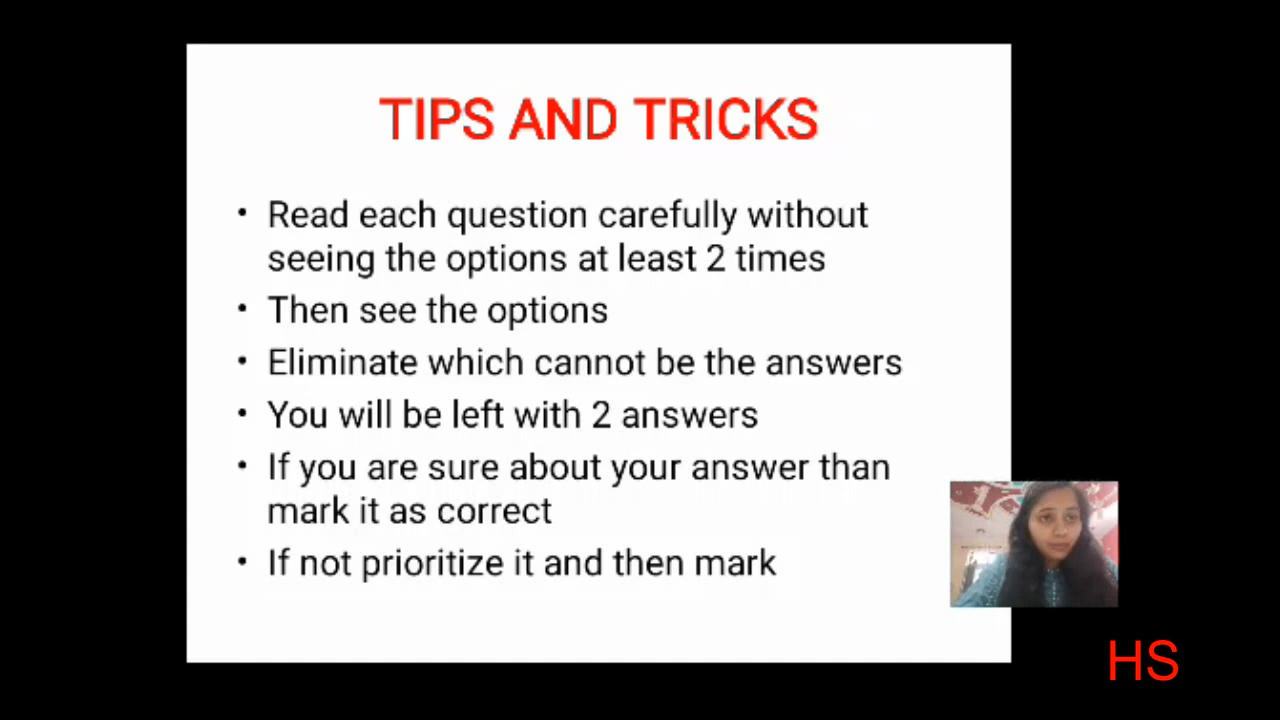 TIPS AND TRICKS
• Read each question carefully without
seeing the options at least 2 times
• Then see the options
• Eliminate which cannot be the answers
• You will be left with 2 answers
• If you are sure about your answer than
mark it as correct
• If not prioritize it and then mark
HS